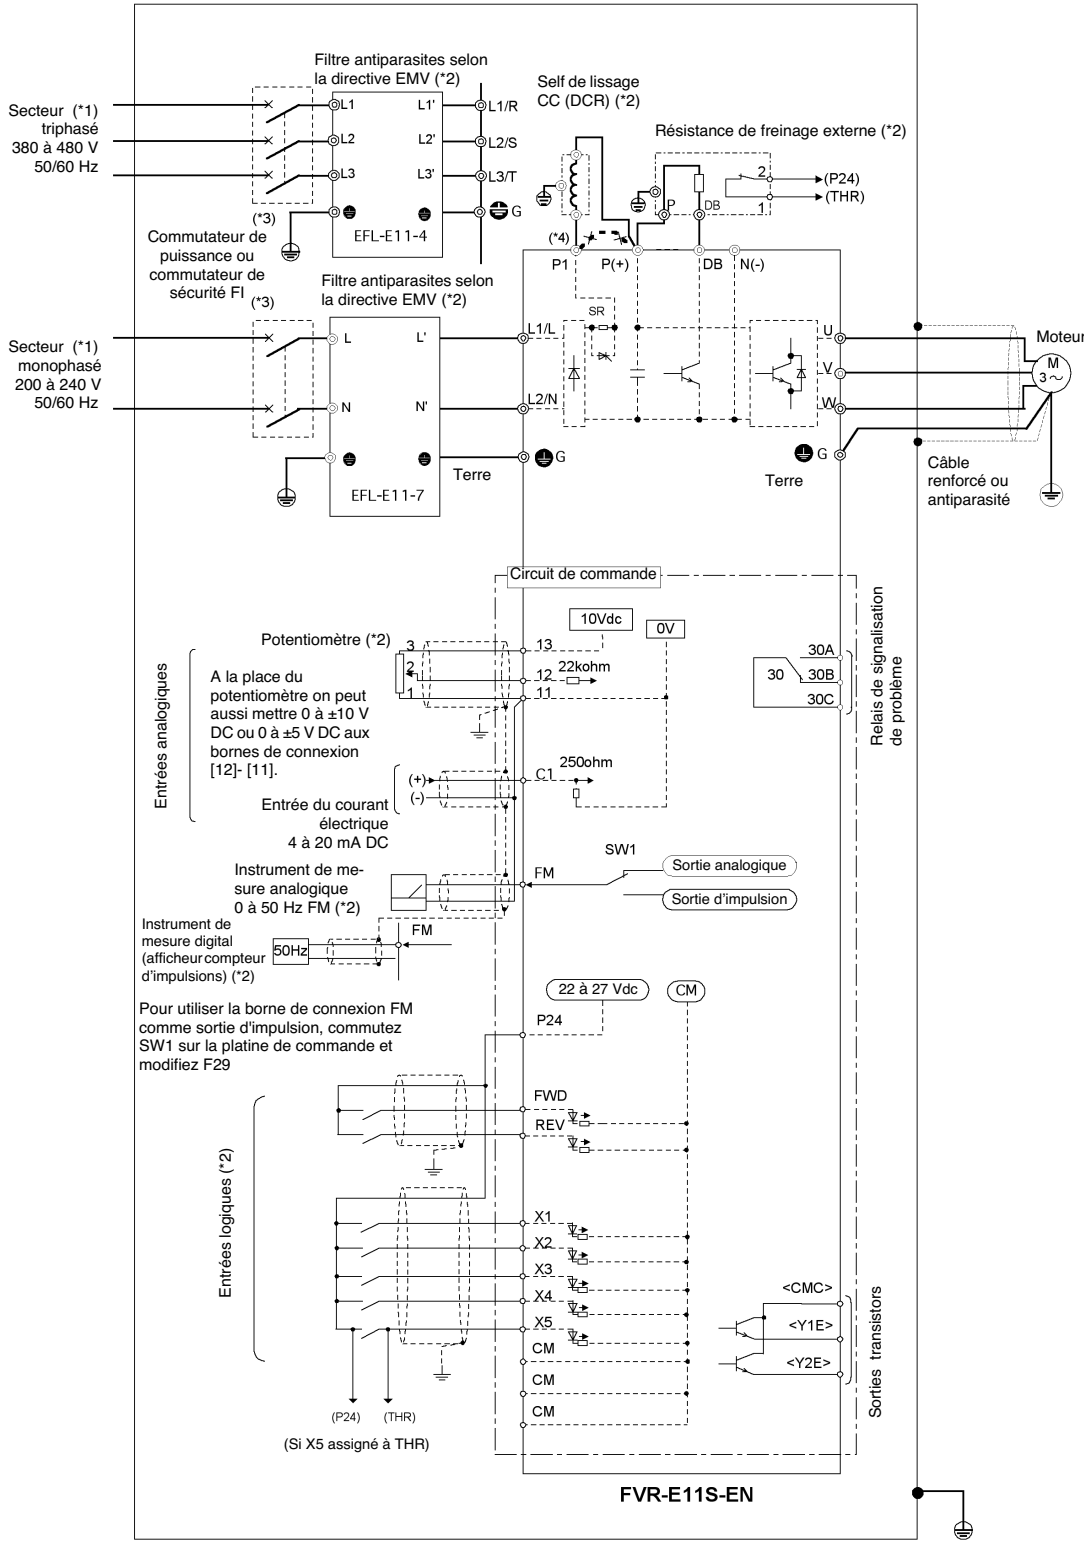 Filtre antiparasites selon
la directive EMV (*2)
Self de lissage
CC (DCR) (*2)
Résistance de freinage externe (*2)
Secteur (*1)
triphasé
380 à 480 V
50/60 Hz
L1 L1' L1/R
L2 L2' L2/S
L3 L3' L3/T
G
EFL-E11-4
2 (P24)
1 (THR)
P DB
(*3)
Commutateur de
puissance ou
commutateur de
sécurité FI
(*4)
P1 P(+) DB N(-)
Filtre antiparasites selon
la directive EMV (*2)
(*3)
Secteur (*1)
monophasé
200 à 240 V
50/60 Hz
L L' L1/L
N N' L2/N
SR
U
V
W
Moteur
M
3 ~
G
Terre
EFL-E11-7
G
Terre
Câble
renforcé ou
antiparasité
Circuit de commande
10Vdc
0V
Potentiomètre (*2)
3 13
2 12 22kohm
1 11
Entrées analogiques
A la place du
potentiomètre on peut
aussi mettre 0 à ±10 V
DC ou 0 à ±5 V DC aux
bornes de connexion
[12]- [11].
30
30A
30B
30C
Relais de signalisation
de problème
(+) C1 250ohm
(-)
Entrée du courant
électrique
4 à 20 mA DC
Instrument de me-
sure analogique
0 à 50 Hz FM (*2)
FM
SW1
Sortie analogique
Sortie d'impulsion
Instrument de
mesure digital
(afficheur compteur
d'impulsions) (*2)
50Hz
FM
Pour utiliser la borne de connexion FM
comme sortie d'impulsion, commutez
SW1 sur la platine de commande et
modifiez F29
22 à 27 Vdc
CM
P24
Entrées logiques (*2)
FWD
REV
X1
X2
X3
X4
X5
CM
CM
CM
(P24) (THR)
(Si X5 assigné à THR)
<CMC>
<Y1E>
<Y2E>
Sorties transistors
FVR-E11S-EN